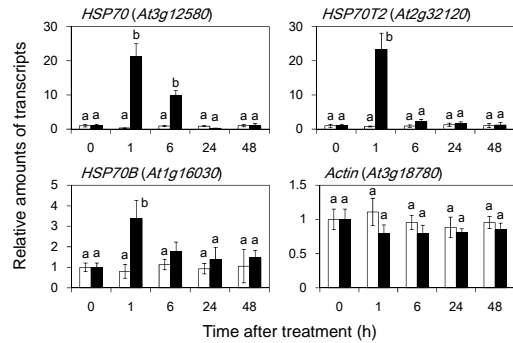 HSP70 (At3g12580)
30
20
10
0
a a a b a b a a a a
0 1 6 24 48
HSP70T2 (At2g32120)
30
20
10
0
a a a b a a a a a a
0 1 6 24 48
HSP70B (At1g16030)
5
4
3
2
1
0
a a a b a a a a a a
0 1 6 24 48
Actin (At3g18780)
1.5
1
0.5
0
a a a a a a a a a a
0 1 6 24 48
Relative amounts of transcripts
Time after treatment (h)